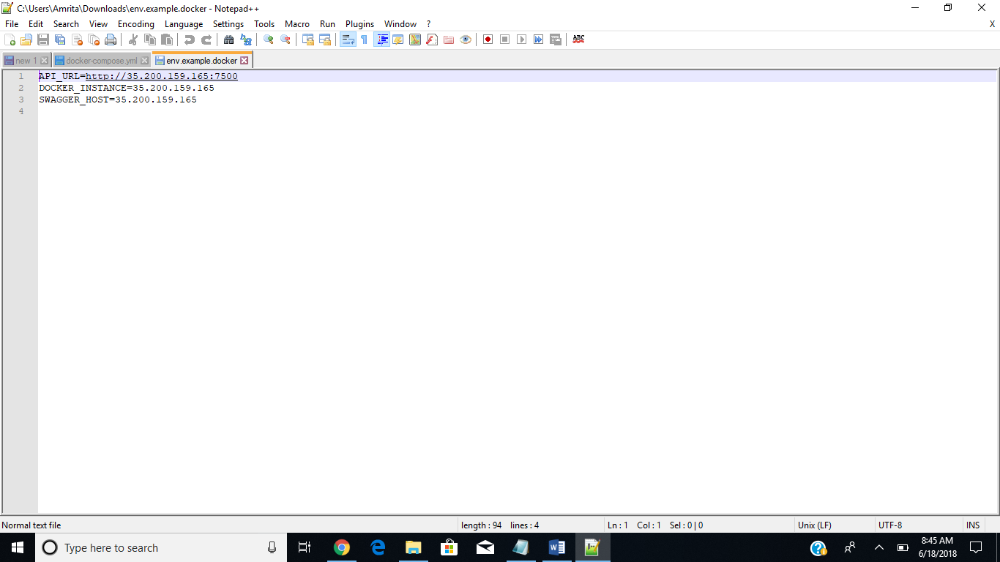 C:\Users\Amrita\Downloads\env.example.docker - Notepad++
File Edit Search View Encoding Language Settings Tools Macro Run Plugins Window ? X
ABC
new 1 docker-compose.yml env.example.docker
1 API_URL=http://35.200.159.165:7500
2 DOCKER_INSTANCE=35.200.159.165
3 SWAGGER_HOST=35.200.159.165
4
Normal text file length : 94 lines : 4 Ln : 1 Col : 1 Sel : 0 | 0 Unix (LF) UTF-8 INS
Type here to search 8:45 AM
6/18/2018